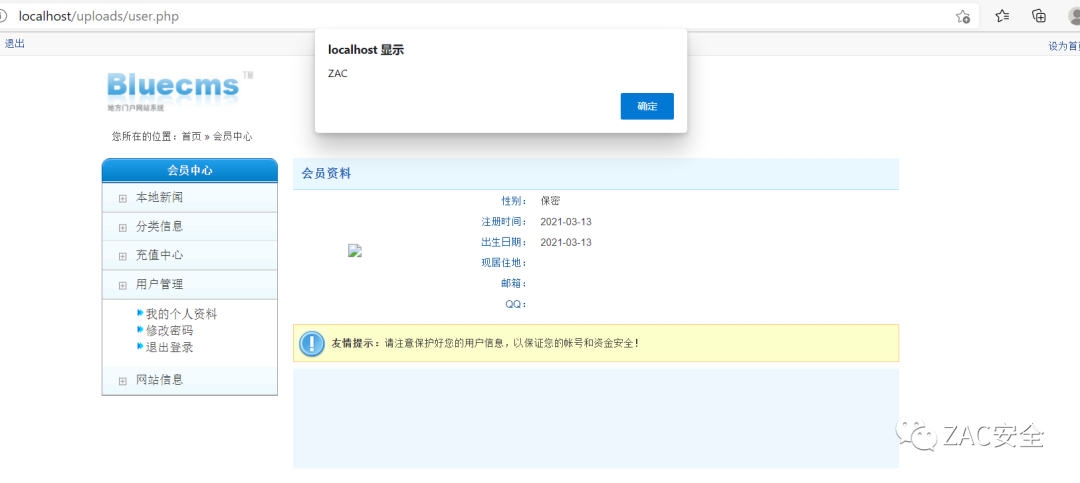 localhost/uploads/user.php
退出
设为首页
localhost 显示
ZAC
确定
Bluecms TM
地方门户网站系统
您所在的位置：首页 » 会员中心
会员中心
本地新闻
分类信息
充值中心
用户管理
我的个人资料
修改密码
退出登录
网站信息
会员资料
性别： 保密
注册时间： 2021-03-13
出生日期： 2021-03-13
现居住地：
邮箱：
QQ：
友情提示：请注意保护好您的用户信息，以保证您的帐号和资金安全！
ZAC安全